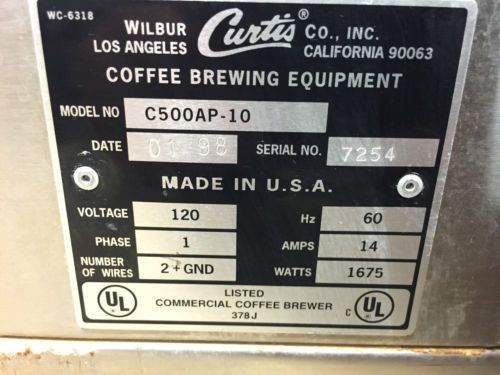 WC-6318
WILBUR Curtis® CO., INC.
LOS ANGELES CALIFORNIA 90063
COFFEE BREWING EQUIPMENT
MODEL NO C500AP-10
DATE 01 98 SERIAL NO. 7254
MADE IN U.S.A.
VOLTAGE 120 Hz 60
PHASE 1 AMPS 14
NUMBER OF WIRES 2+GND WATTS 1675
UL LISTED C UL
COMMERCIAL COFFEE BREWER
378J